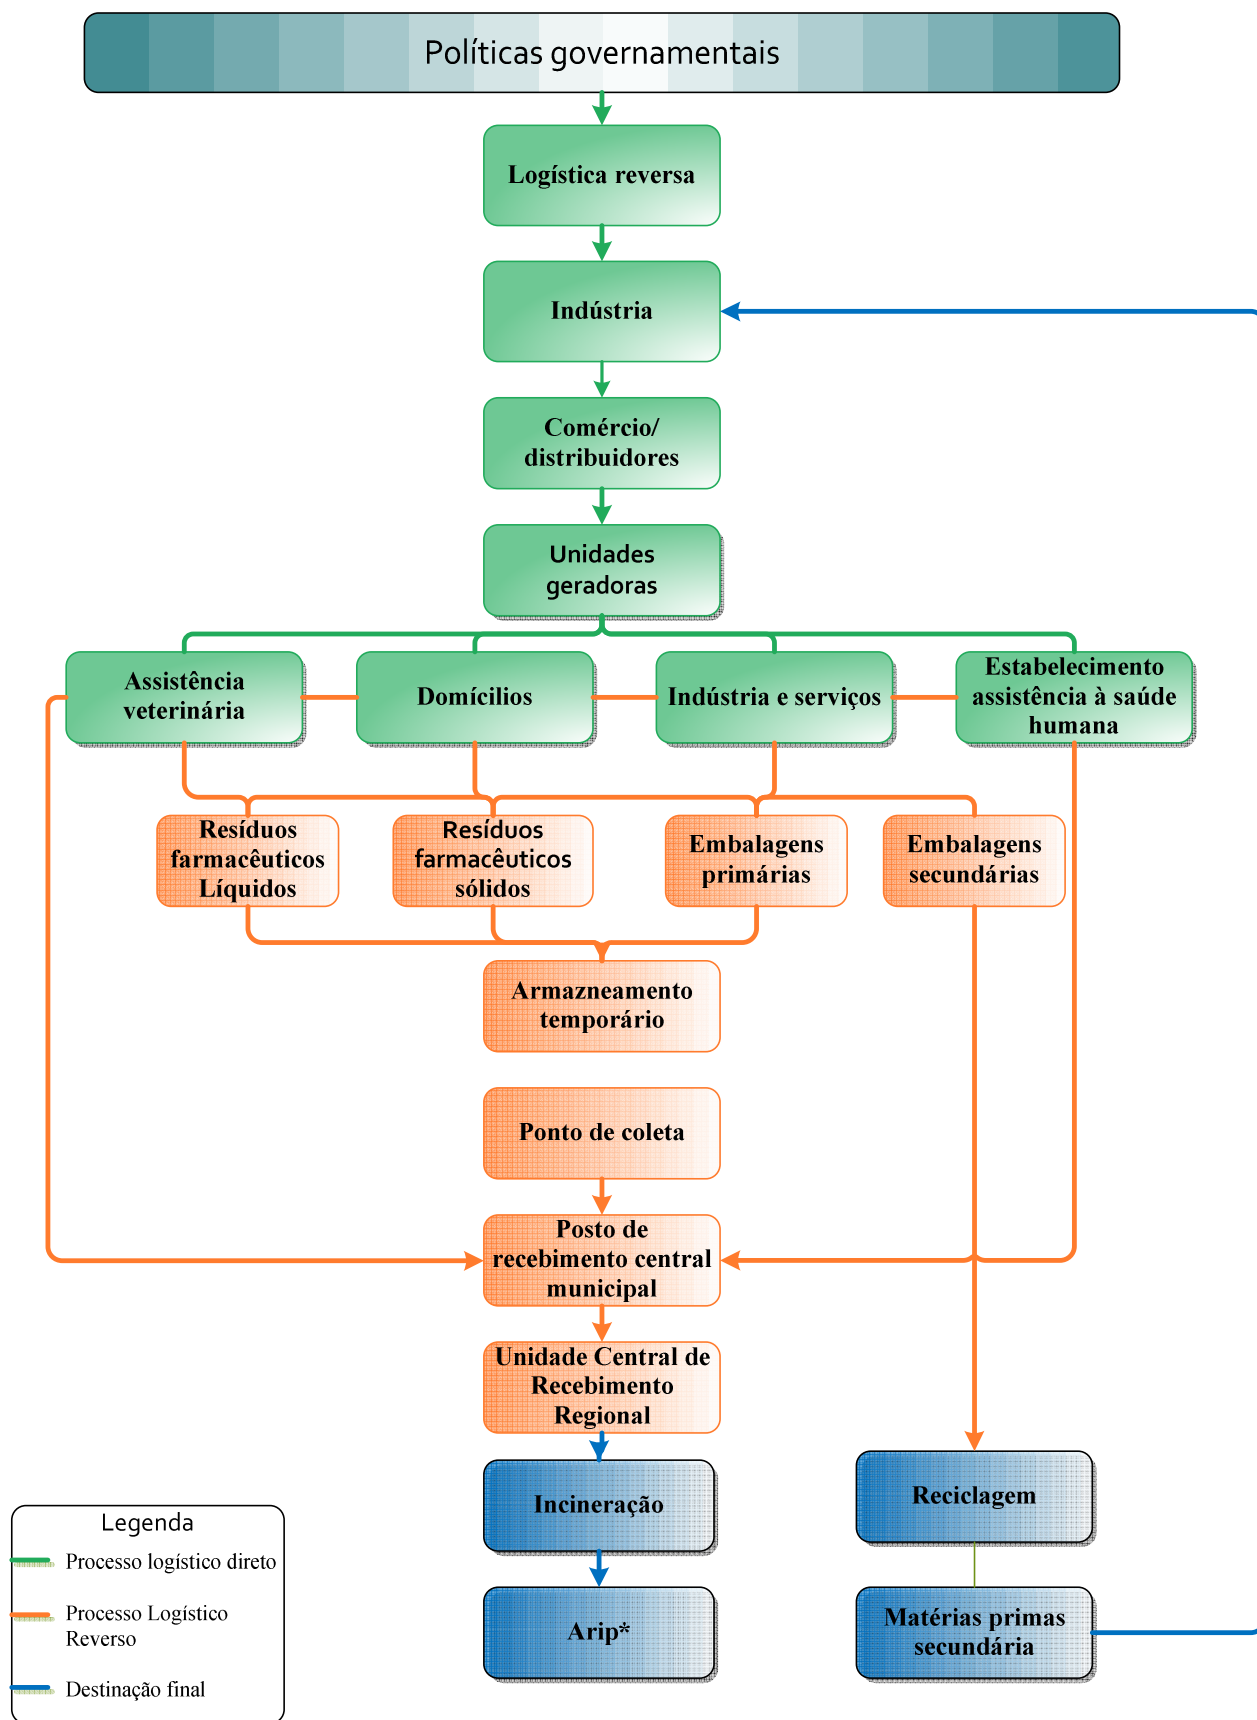 Políticas governamentais
Logística reversa
Indústria
Comércio/
distribuidores
Unidades
geradoras
Assistência
veterinária
Domícilios
Indústria e serviços
Estabelecimento
assistência à saúde
humana
Resíduos
farmacêuticos
Líquidos
Resíduos
farmacêuticos
sólidos
Embalagens
primárias
Embalagens
secundárias
Armazneamento
temporário
Ponto de coleta
Posto de
recebimento central
municipal
Unidade Central de
Recebimento
Regional
Incineração
Reciclagem
Arip*
Matérias primas
secundária
Legenda
Processo logístico direto
Processo Logístico
Reverso
Destinação final